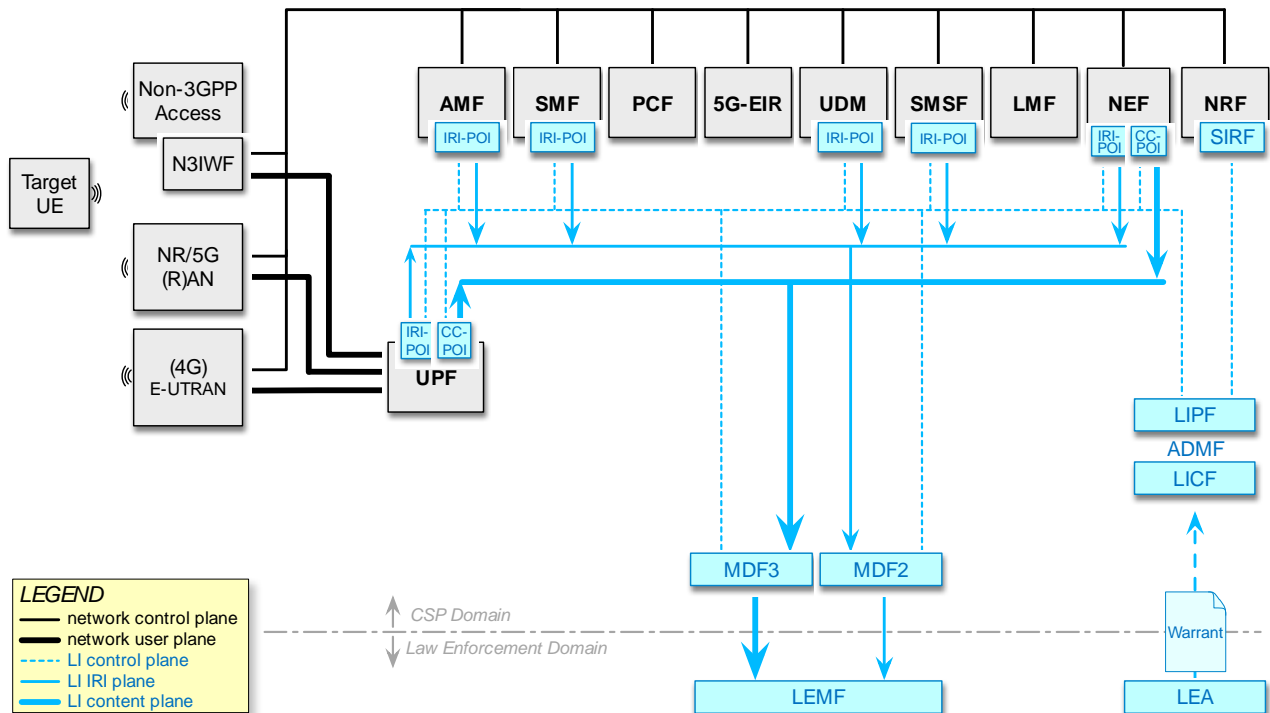 Non-3GPP
Access
N3IWF
Target
UE
NR/5G
(R)AN
(4G)
E-UTRAN
AMF
IRI-POI
SMF
IRI-POI
PCF
5G-EIR
UDM
IRI-POI
SMSF
IRI-POI
LMF
NEF
IRI-
POI
CC-
POI
NRF
SIRF
IRI-
POI
CC-
POI
UPF
LIPF
ADMF
LICF
MDF3
MDF2
CSP Domain
Law Enforcement Domain
Warrant
LEMF
LEA
LEGEND
network control plane
network user plane
LI control plane
LI IRI plane
LI content plane